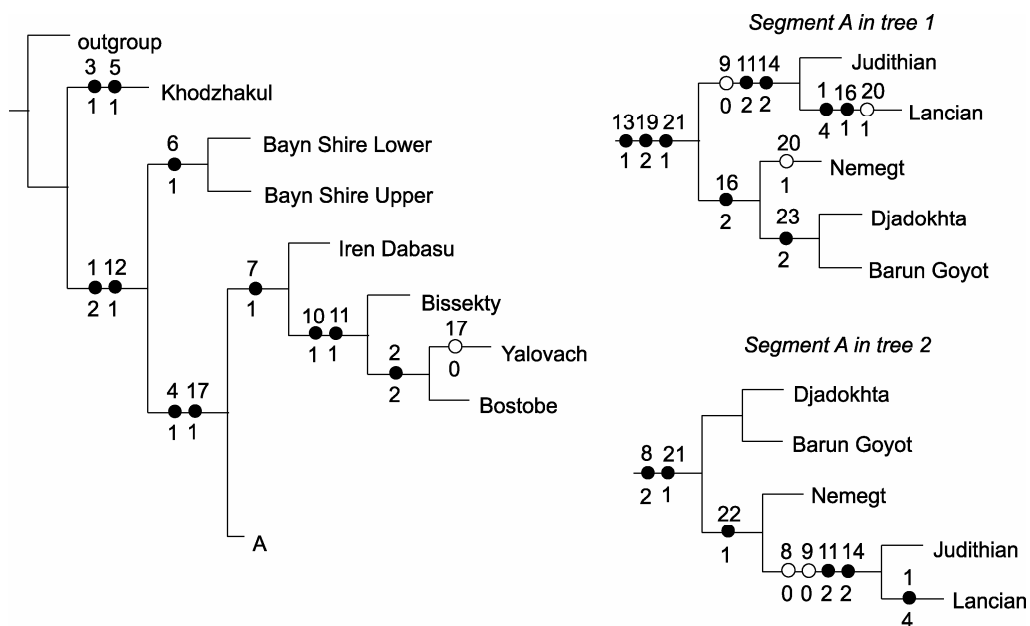 outgroup
3 5
1 1
Khodzhakul
6
1
Bayn Shire Lower
Bayn Shire Upper
1 12
2 1
7
1
Iren Dabasu
10 11
1 1
Bissekty
17
0
Yalovach
2
2
Bostobe
4 17
1 1
A
Segment A in tree 1
13 19 21
1 2 1
9 11 14
0 2 2
Judithian
1 16 20
4 1 1
Lancian
20
1
Nemegt
16
2
23
2
Djadokhta
Barun Goyot
Segment A in tree 2
Djadokhta
Barun Goyot
8 21
2 1
Nemegt
22
1
8 9 11 14
0 0 2 2
Judithian
1
4
Lancian